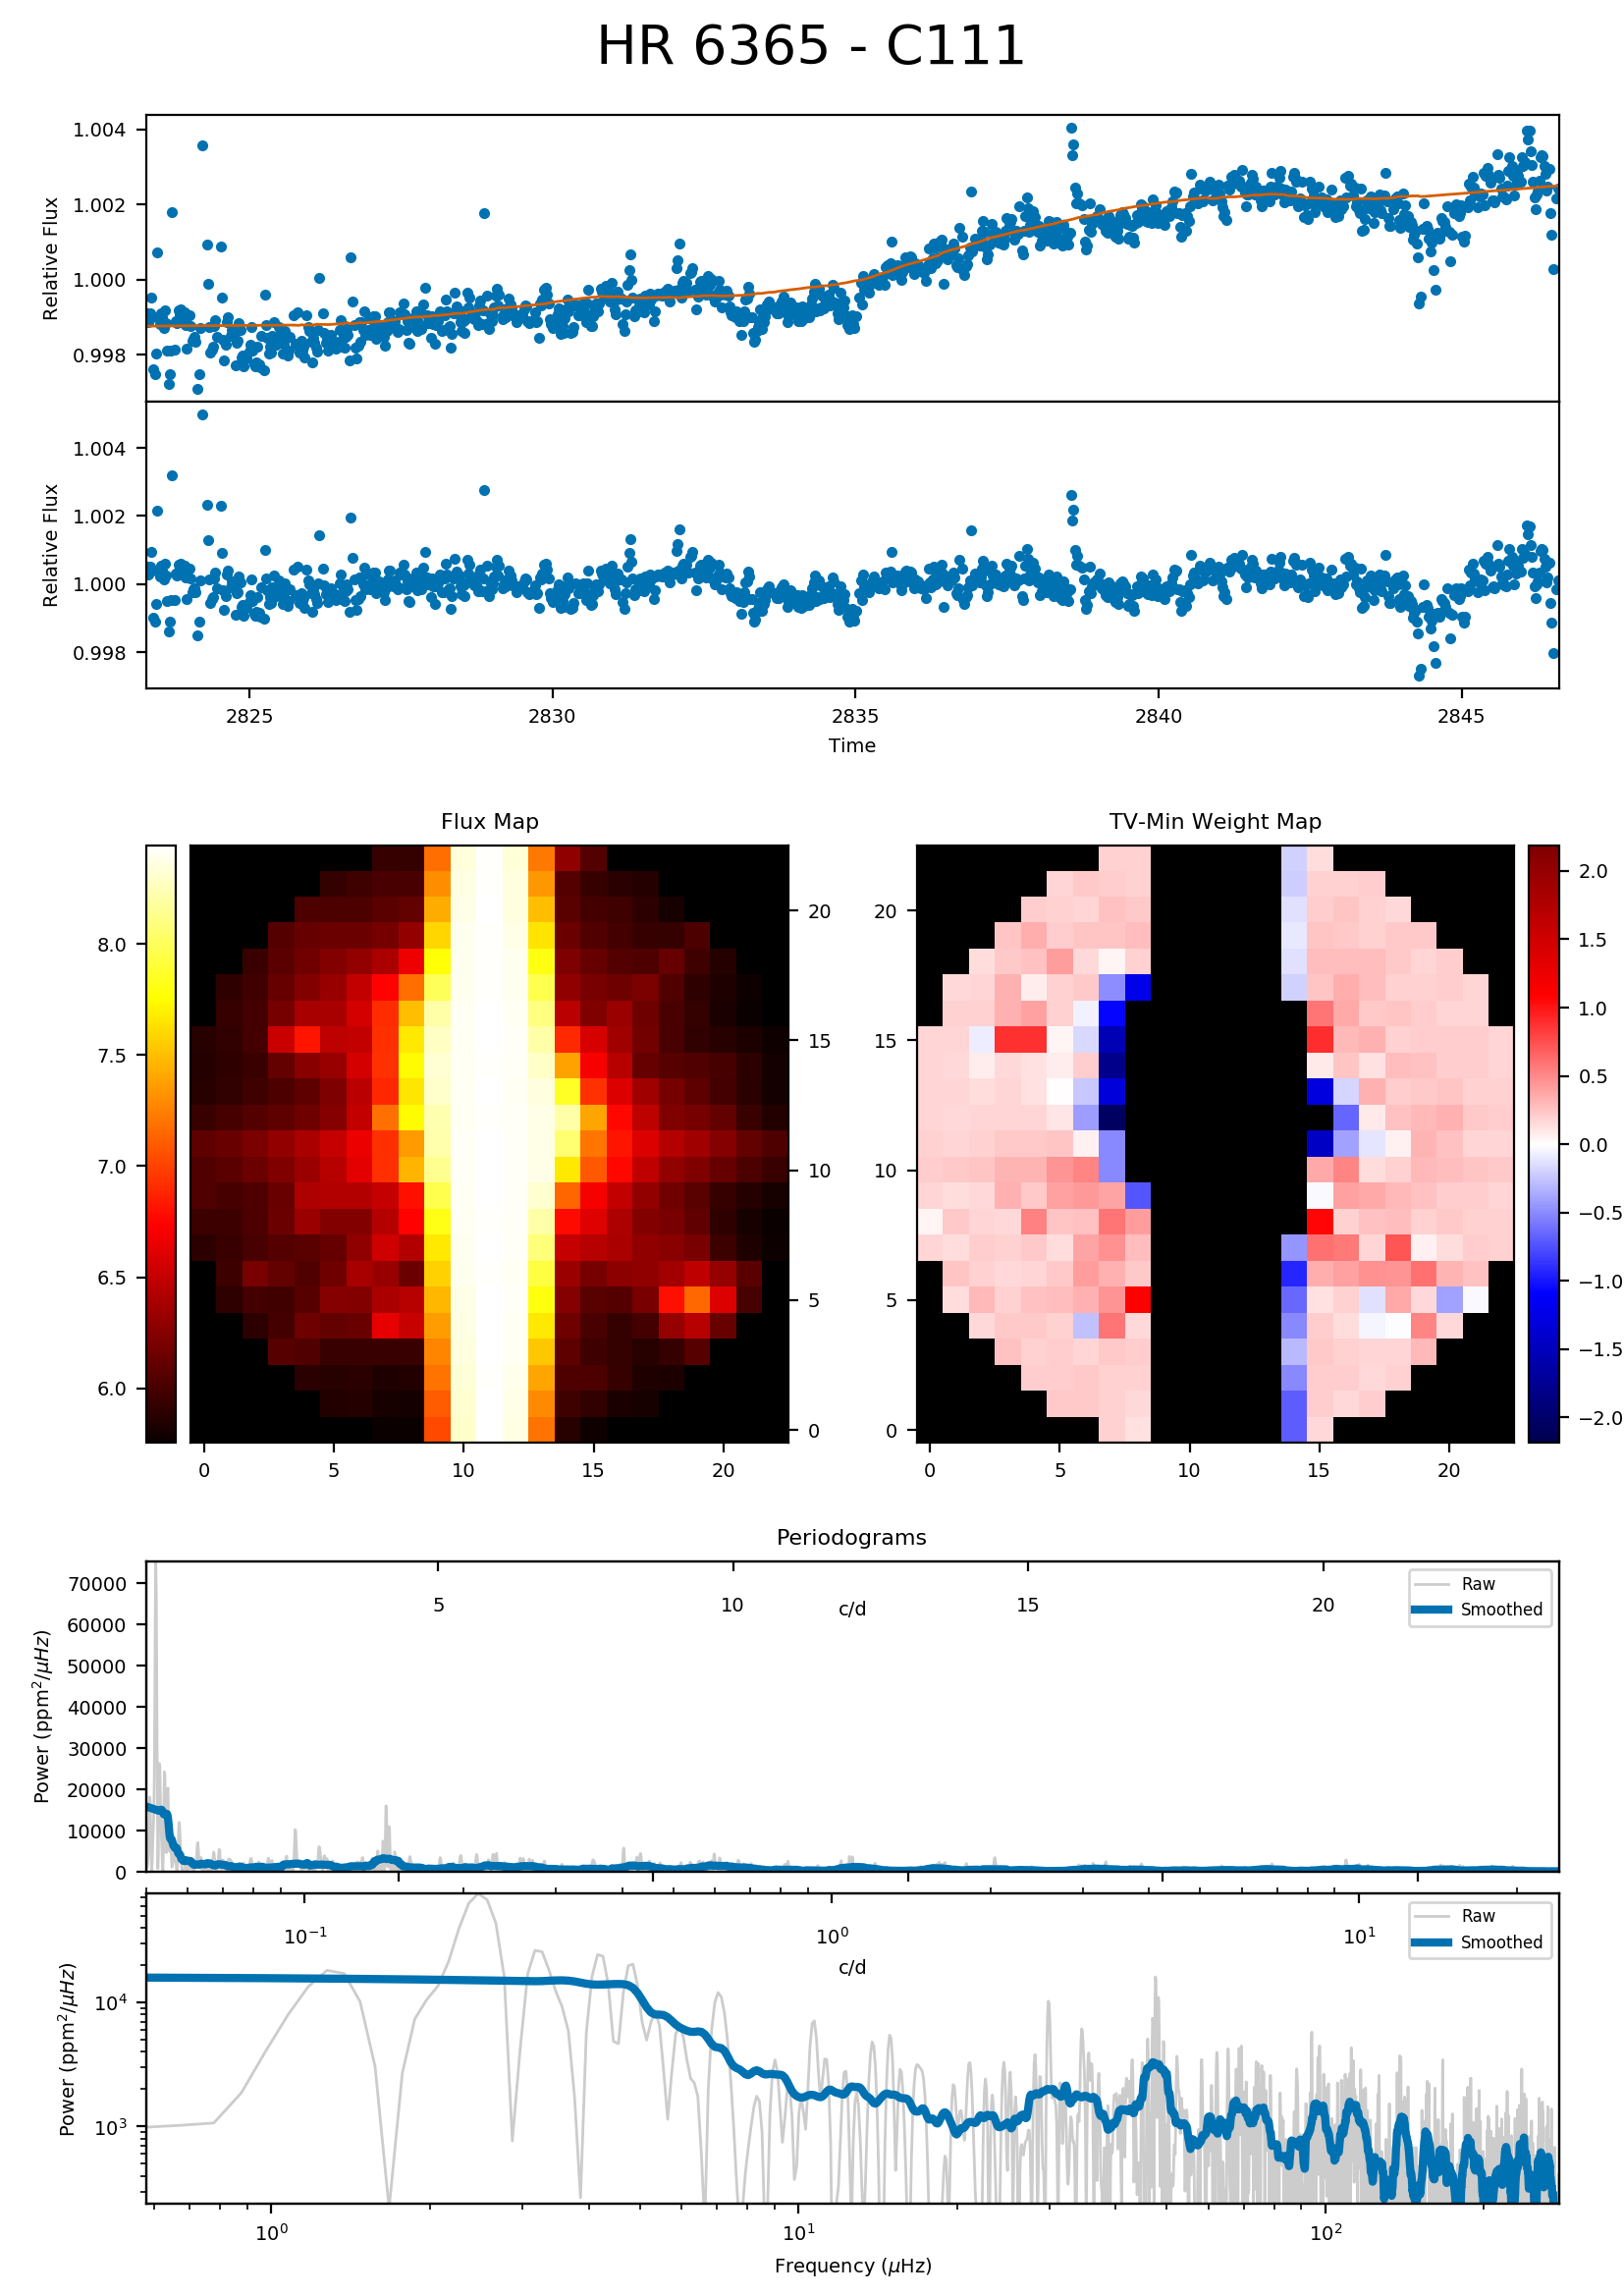 HR 6365 - C111
1.004
1.002
1.000
0.998
Relative Flux
1.004
1.002
1.000
0.998
Relative Flux
2825 2830 2835 2840 2845
Time
Flux Map
TV-Min Weight Map
8.0
7.5
7.0
6.5
6.0
20
15
10
5
0
0 5 10 15 20
20
15
10
5
0
0 5 10 15 20
2.0
1.5
1.0
0.5
0.0
−0.5
−1.0
−1.5
−2.0
Periodograms
70000
60000
50000
40000
30000
20000
10000
0
Power (ppm²/μHz)
5 10 15 20
c/d
Raw
Smoothed
10⁻¹ 10⁰ 10¹
c/d
Raw
Smoothed
10⁴
10³
Power (ppm²/μHz)
10⁰ 10¹ 10²
Frequency (μHz)